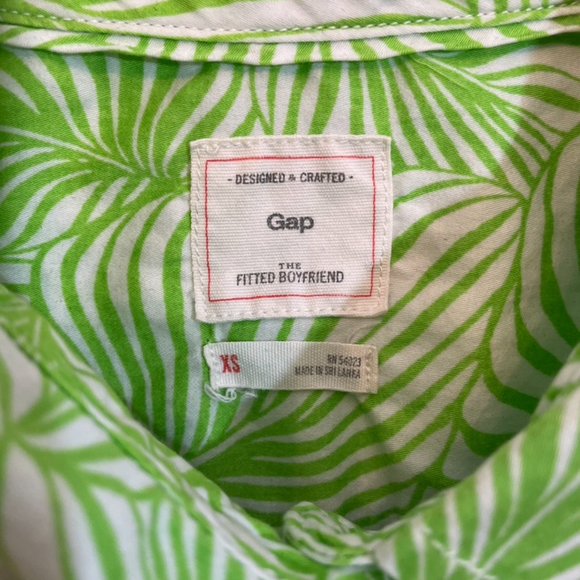 - DESIGNED & CRAFTED -
Gap
THE
FITTED BOYFRIEND
XS
RN 54023
MADE IN SRI LANKA